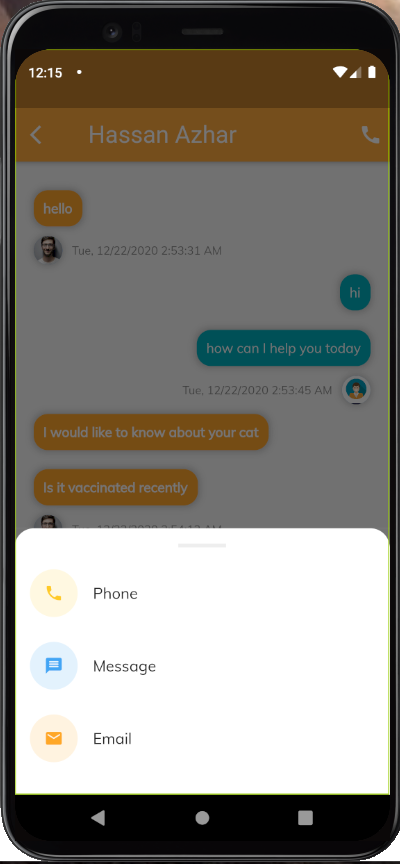 12:15
Hassan Azhar
hello
Tue, 12/22/2020 2:53:31 AM
hi
how can I help you today
Tue, 12/22/2020 2:53:45 AM
I would like to know about your cat
Is it vaccinated recently
Phone
Message
Email